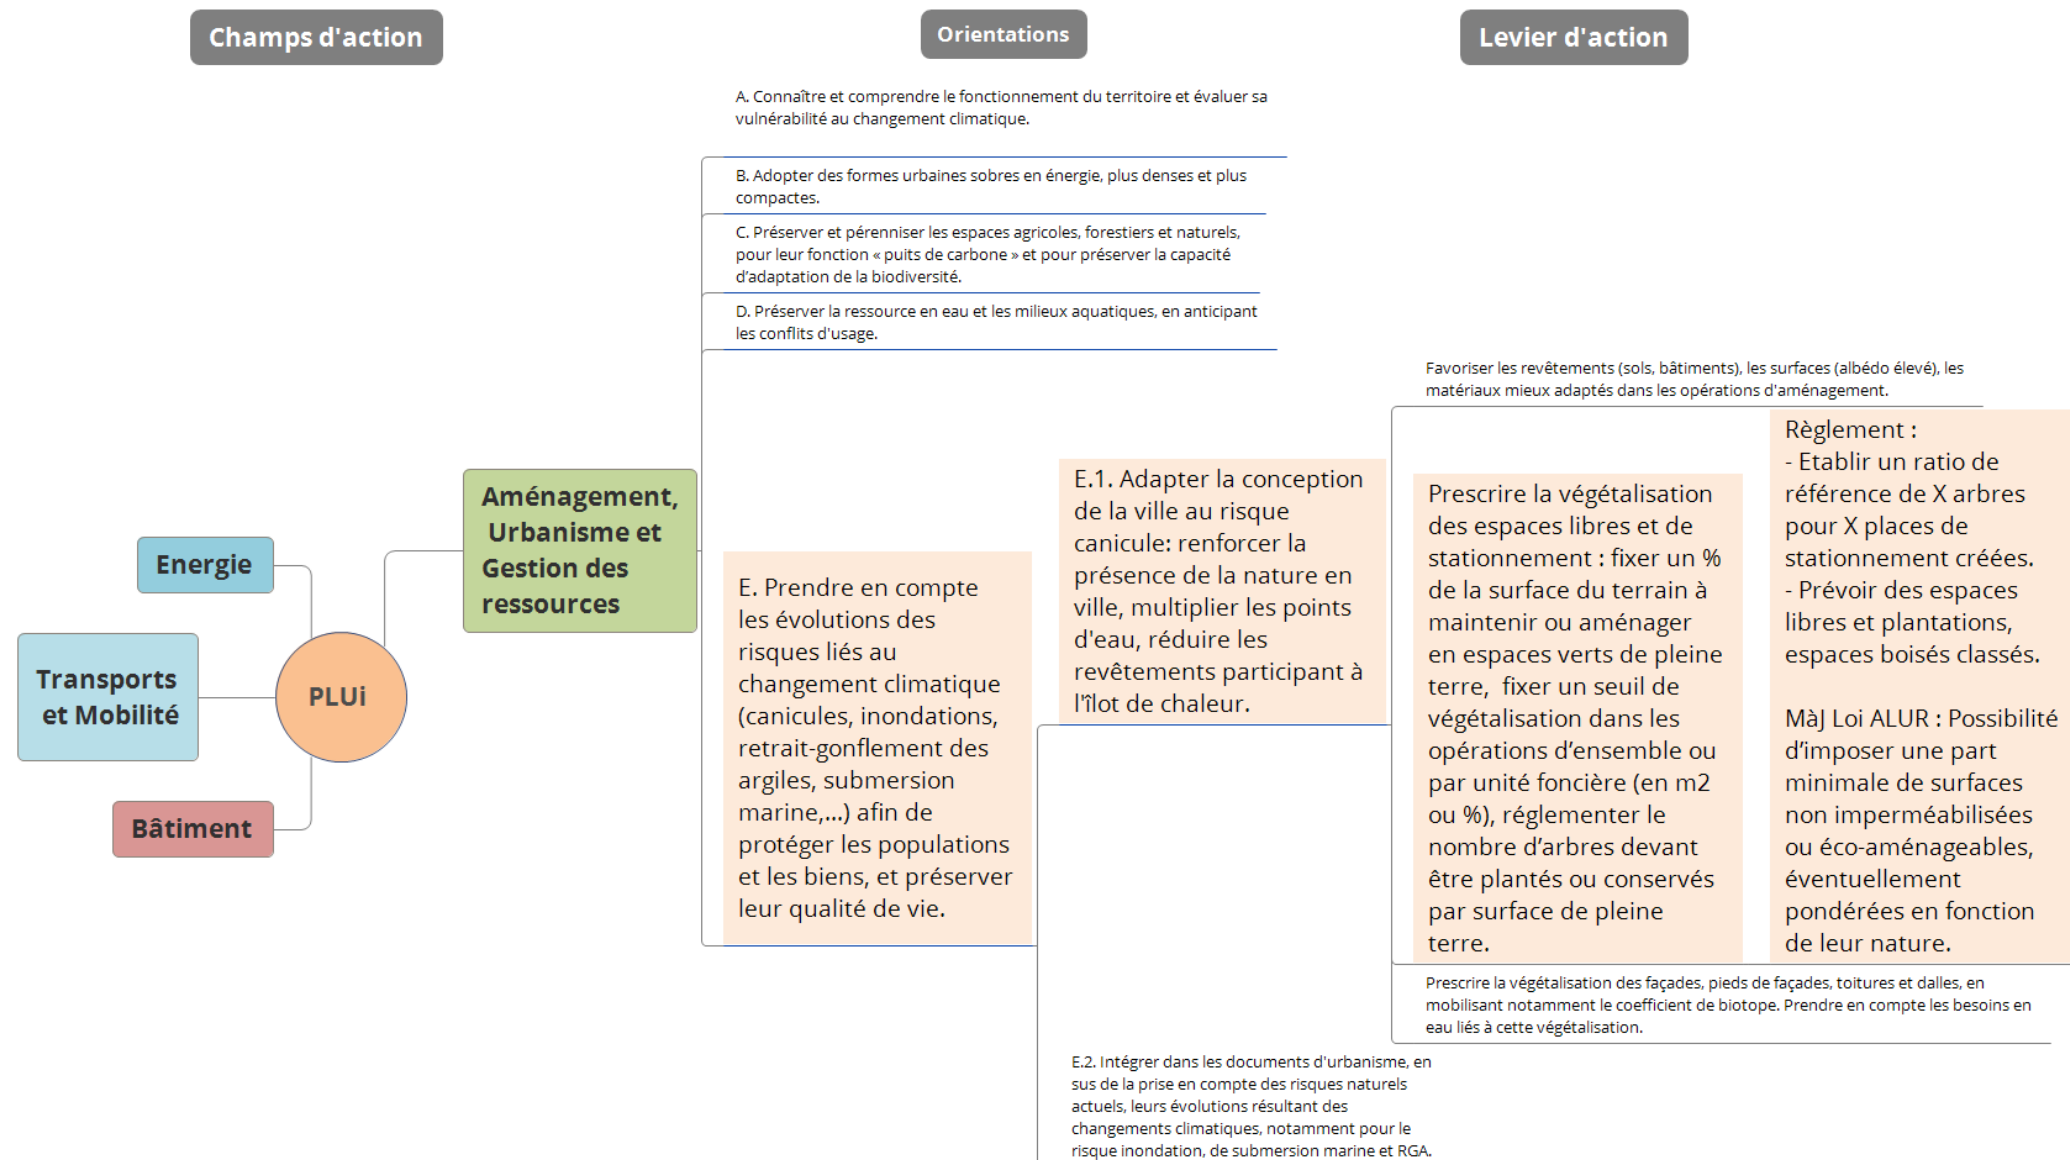 Champs d'action
Orientations
Levier d'action
A. Connaître et comprendre le fonctionnement du territoire et évaluer sa
vulnérabilité au changement climatique.
B. Adopter des formes urbaines sobres en énergie, plus denses et plus
compactes.
C. Préserver et pérenniser les espaces agricoles, forestiers et naturels,
pour leur fonction « puits de carbone » et pour préserver la capacité
d’adaptation de la biodiversité.
D. Préserver la ressource en eau et les milieux aquatiques, en anticipant
les conflits d'usage.
Energie
Transports
et Mobilité
Bâtiment
PLUi
Aménagement,
Urbanisme et
Gestion des
ressources
E. Prendre en compte
les évolutions des
risques liés au
changement climatique
(canicules, inondations,
retrait-gonflement des
argiles, submersion
marine,...) afin de
protéger les populations
et les biens, et préserver
leur qualité de vie.
E.1. Adapter la conception
de la ville au risque
canicule: renforcer la
présence de la nature en
ville, multiplier les points
d'eau, réduire les
revêtements participant à
l'îlot de chaleur.
Favoriser les revêtements (sols, bâtiments), les surfaces (albédo élevé), les
matériaux mieux adaptés dans les opérations d'aménagement.
Prescrire la végétalisation
des espaces libres et de
stationnement : fixer un %
de la surface du terrain à
maintenir ou aménager
en espaces verts de pleine
terre, fixer un seuil de
végétalisation dans les
opérations d’ensemble ou
par unité foncière (en m2
ou %), réglementer le
nombre d’arbres devant
être plantés ou conservés
par surface de pleine
terre.
Règlement :
- Etablir un ratio de
référence de X arbres
pour X places de
stationnement créées.
- Prévoir des espaces
libres et plantations,
espaces boisés classés.
MàJ Loi ALUR : Possibilité
d’imposer une part
minimale de surfaces
non imperméabilisées
ou éco-aménageables,
éventuellement
pondérées en fonction
de leur nature.
Prescrire la végétalisation des façades, pieds de façades, toitures et dalles, en
mobilisant notamment le coefficient de biotope. Prendre en compte les besoins en
eau liés à cette végétalisation.
E.2. Intégrer dans les documents d'urbanisme, en
sus de la prise en compte des risques naturels
actuels, leurs évolutions résultant des
changements climatiques, notamment pour le
risque inondation, de submersion marine et RGA.